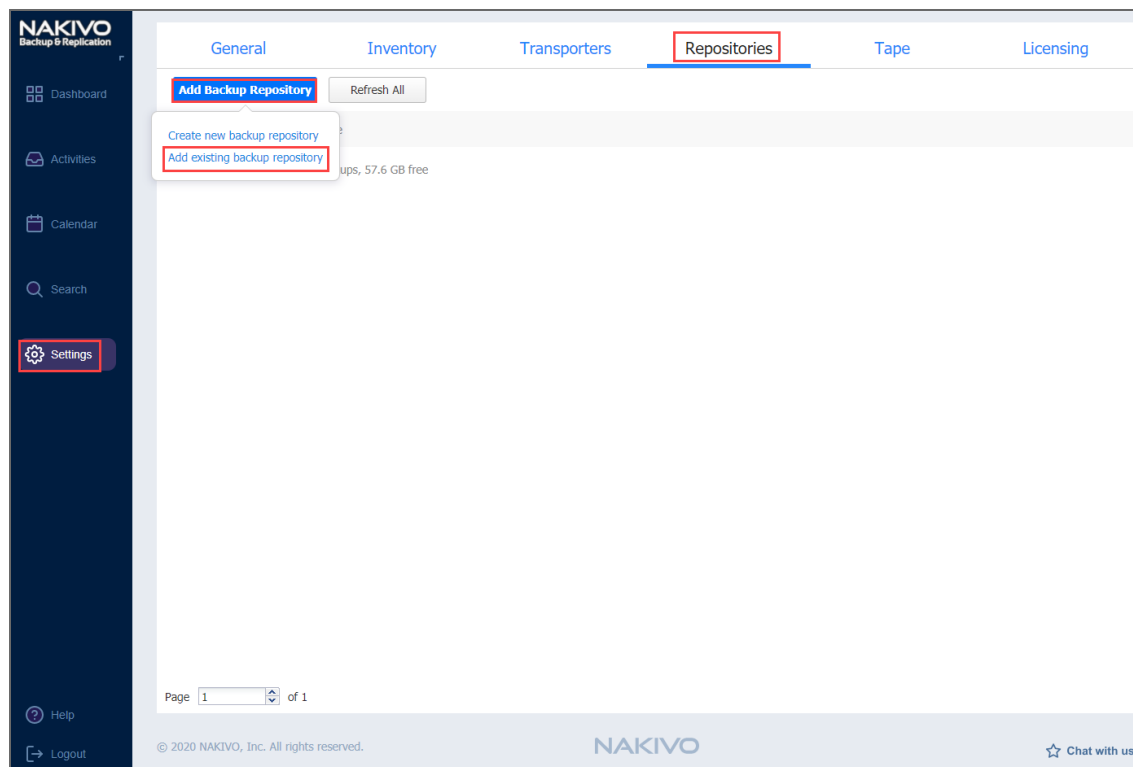 NAKIVO
Backup & Replication
General Inventory Transporters Repositories Tape Licensing
Dashboard
Add Backup Repository Refresh All
Create new backup repository
Activities
Add existing backup repository
ups, 57.6 GB free
Calendar
Search
Settings
Page 1 of 1
Help
© 2020 NAKIVO, Inc. All rights reserved. NAKIVO Chat with us
Logout